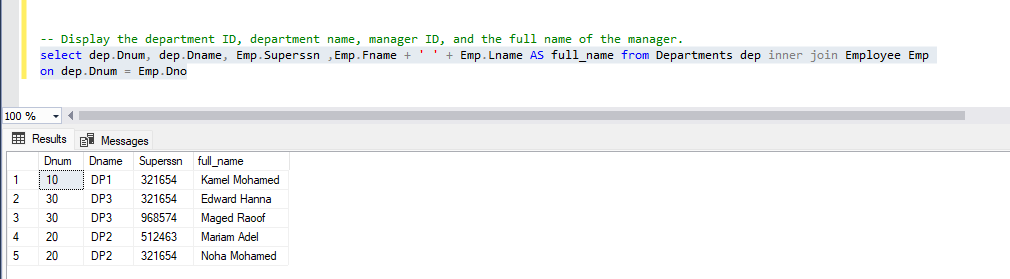 -- Display the department ID, department name, manager ID, and the full name of the manager.
select dep.Dnum, dep.Dname, Emp.Superssn ,Emp.Fname + ' ' + Emp.Lname AS full_name from Departments dep inner join Employee Emp
on dep.Dnum = Emp.Dno
100 %
Results Messages
Dnum Dname Superssn full_name
1 10 DP1 321654 Kamel Mohamed
2 30 DP3 321654 Edward Hanna
3 30 DP3 968574 Maged Raoof
4 20 DP2 512463 Mariam Adel
5 20 DP2 321654 Noha Mohamed